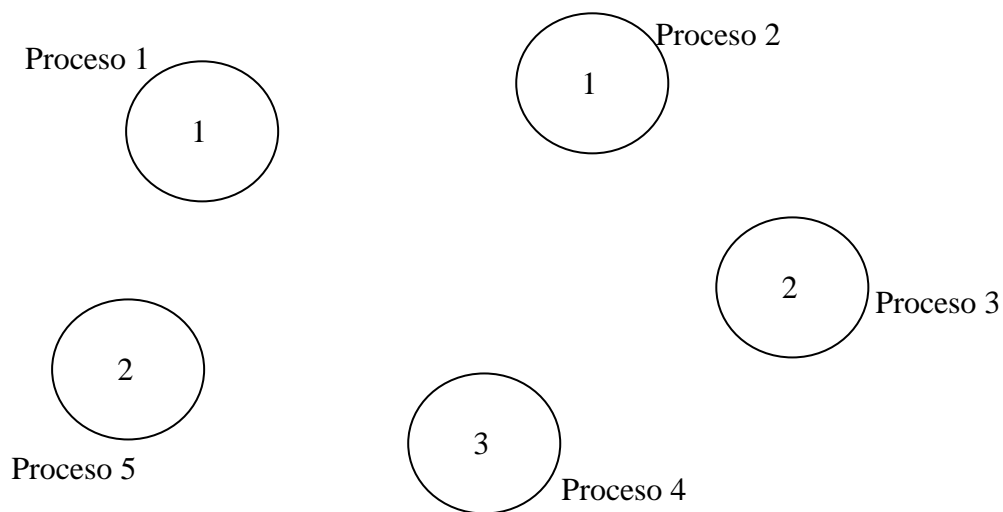 Proceso 1
1
Proceso 2
1
2
Proceso 3
2
Proceso 5
3
Proceso 4